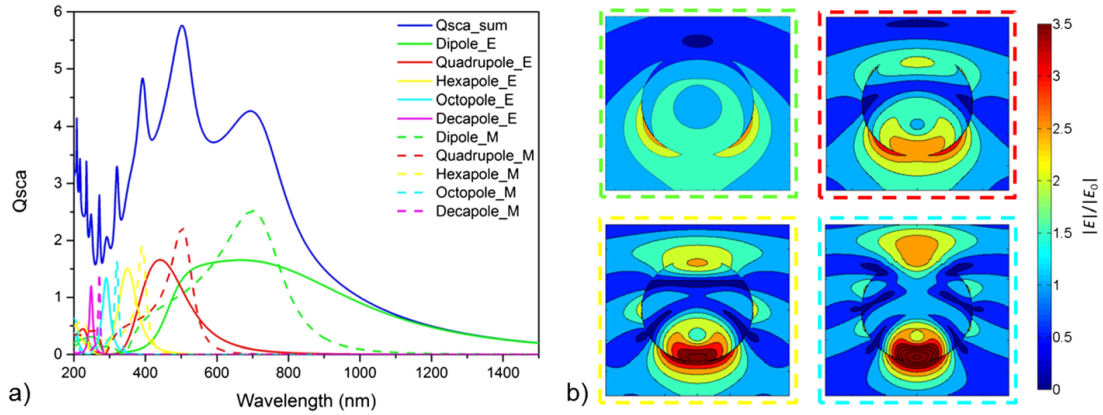 a)
Qsca
6
5
4
3
2
1
0
200 400 600 800 1000 1200 1400
Wavelength (nm)
Qsca_sum
Dipole_E
Quadrupole_E
Hexapole_E
Octopole_E
Decapole_E
Dipole_M
Quadrupole_M
Hexapole_M
Octopole_M
Decapole_M
b)
3.5
3
2.5
2
1.5
1
0.5
0
|E|/|E₀|